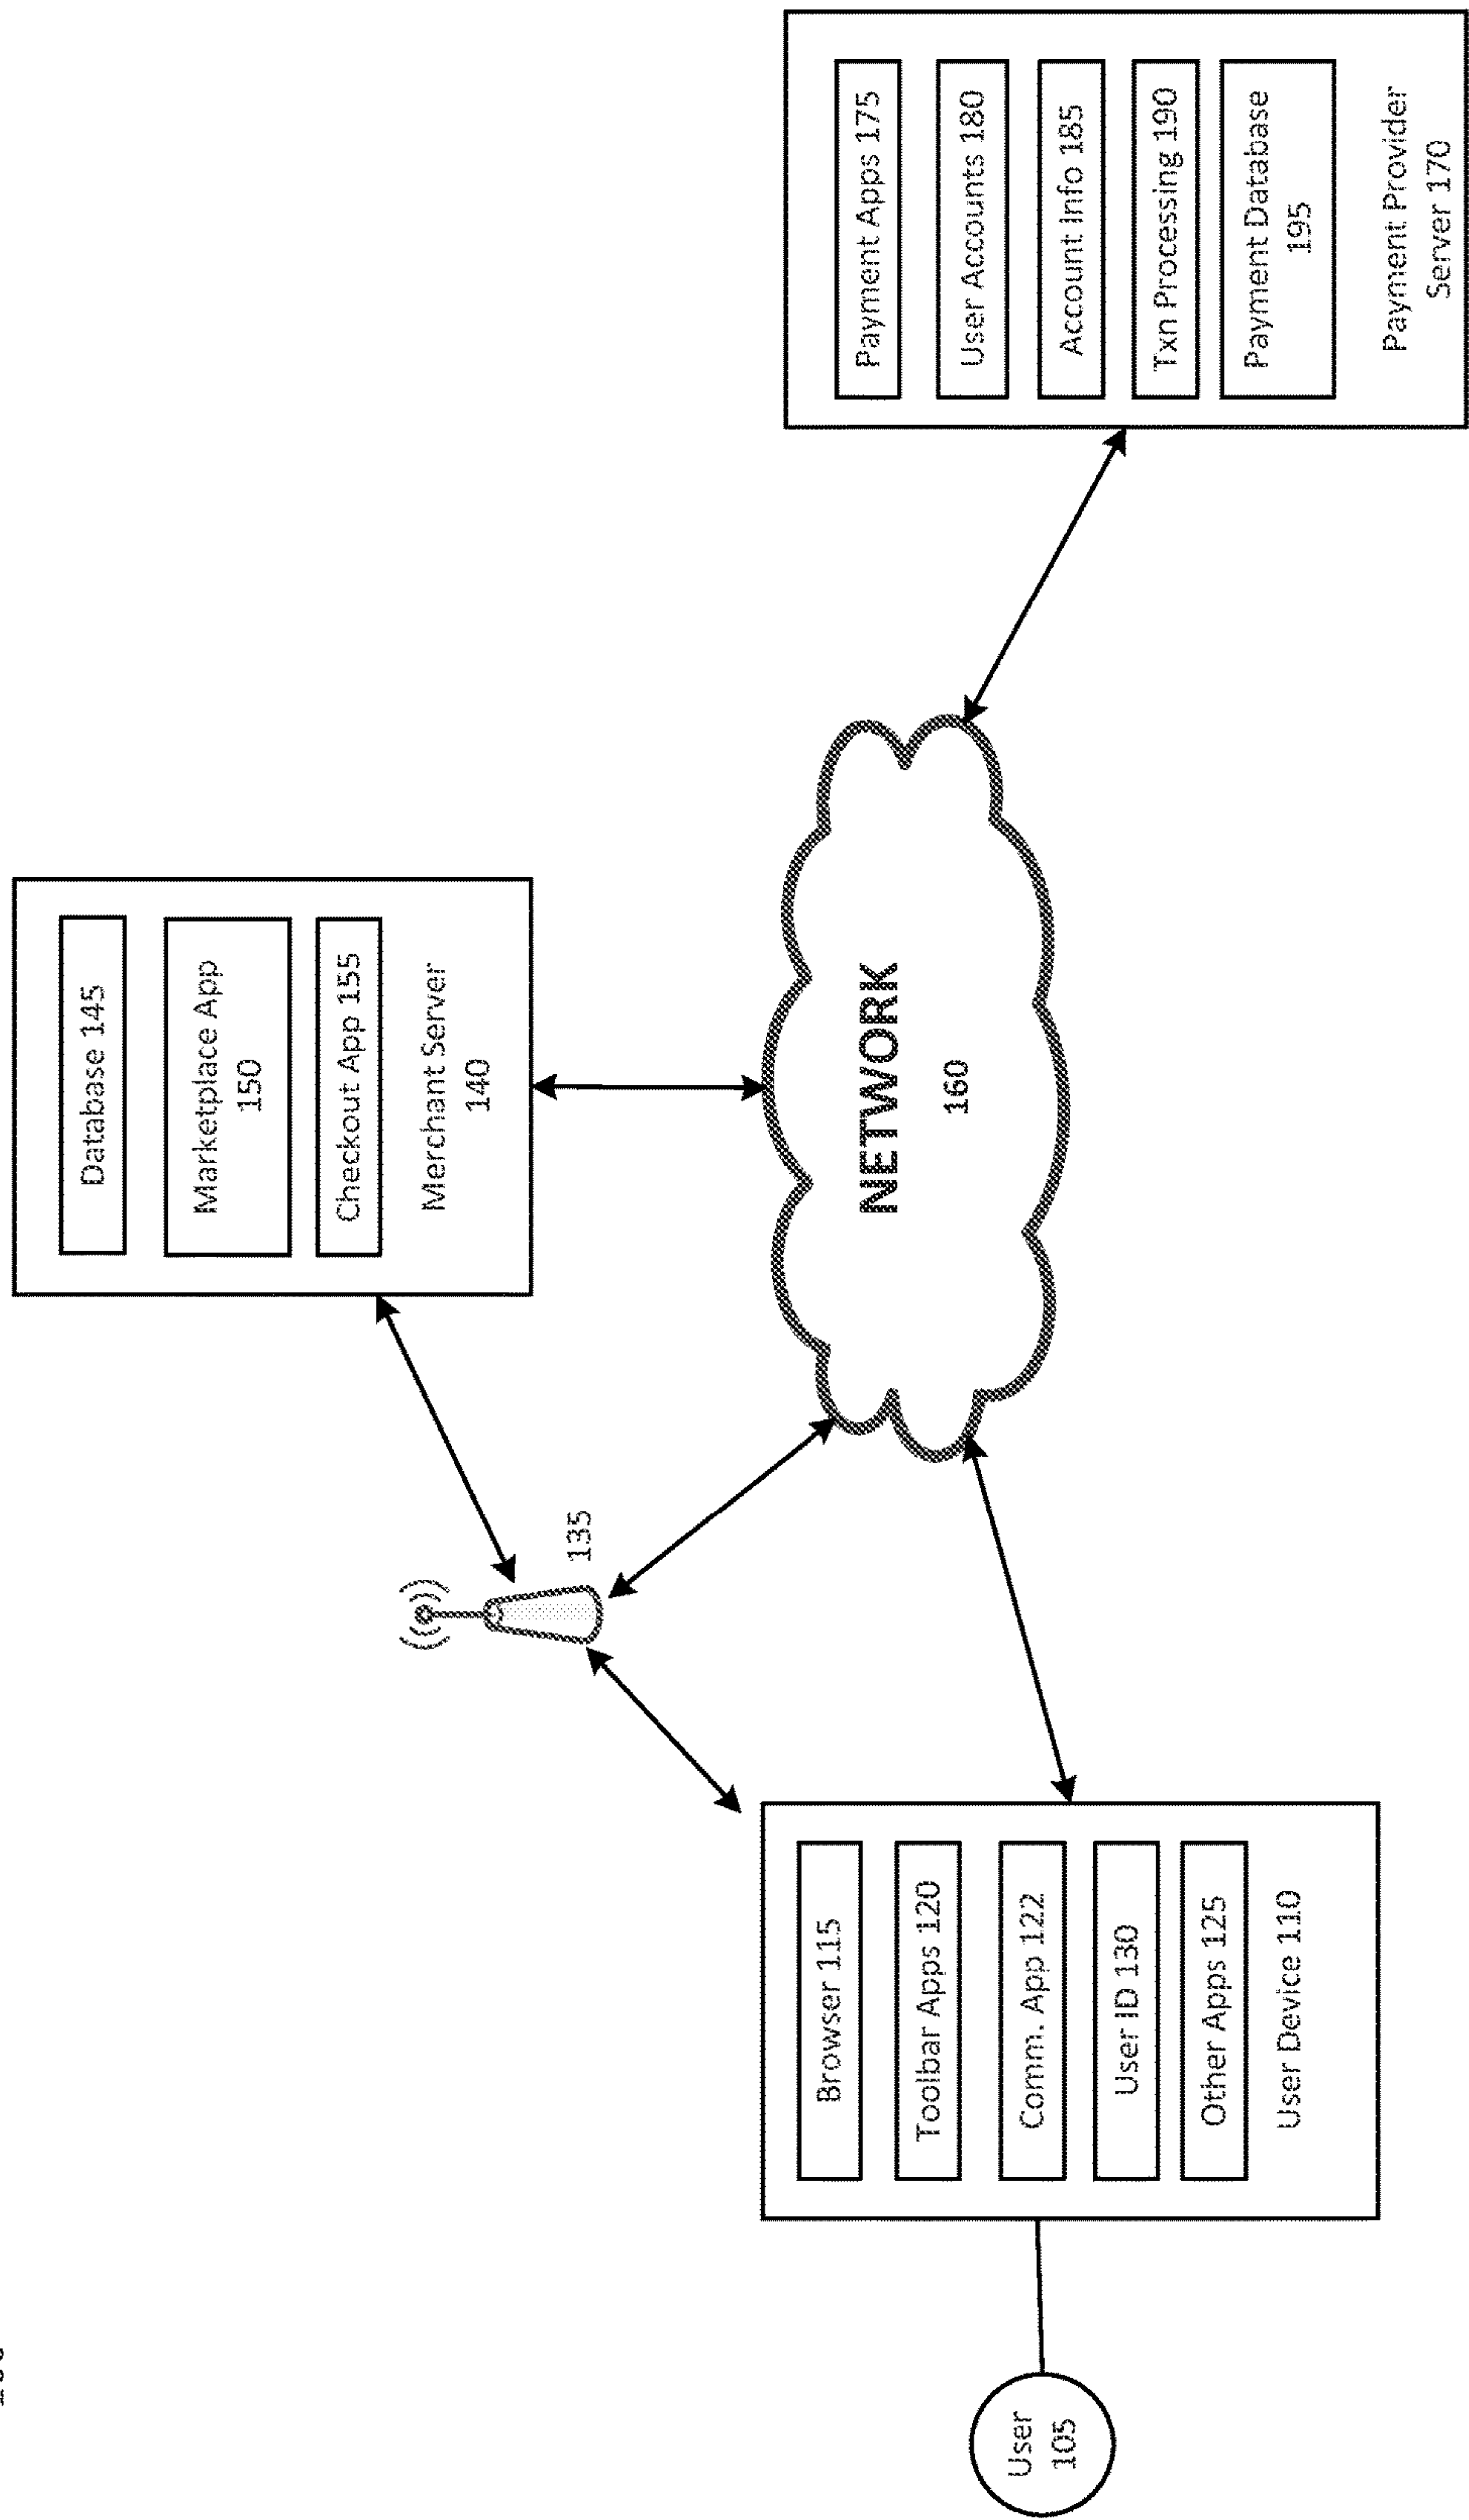 Database 145
Marketplace App
150
Checkout App 155
Merchant Server
140
135
NETWORK
160
User
105
Browser 115
Toolbar Apps 120
Comm. App 122
User ID 130
Other Apps 125
User Device 110
Payment Apps 175
User Accounts 180
Account Info 185
Txn Processing 190
Payment Database
195
Payment Provider
Server 170